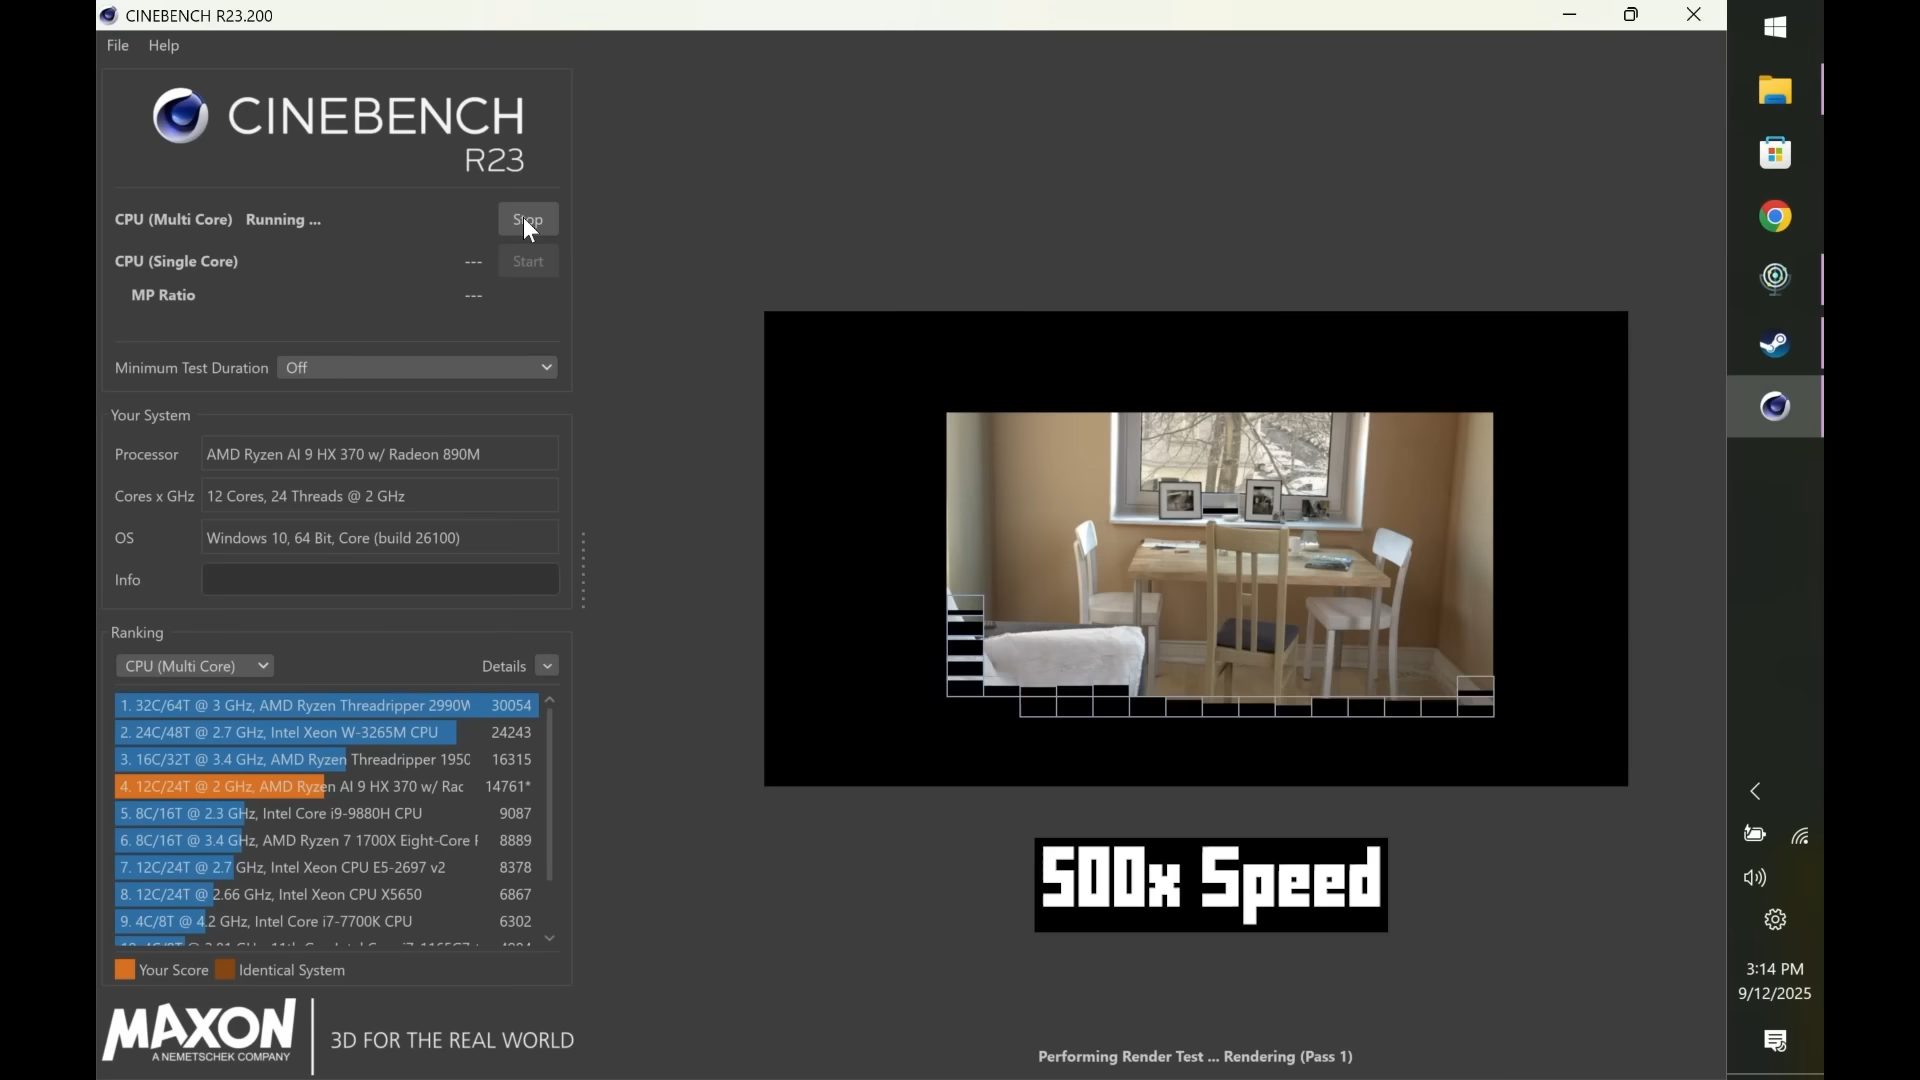 CINEBENCH R23.200
File Help
CINEBENCH
R23
CPU (Multi Core) Running ...
Stop
CPU (Single Core) --- Start
MP Ratio ---
Minimum Test Duration Off
Your System
Processor AMD Ryzen AI 9 HX 370 w/ Radeon 890M
Cores x GHz 12 Cores, 24 Threads @ 2 GHz
OS Windows 10, 64 Bit, Core (build 26100)
Info
Ranking
CPU (Multi Core) Details
1. 32C/64T @ 3 GHz, AMD Ryzen Threadripper 2990W 30054
2. 24C/48T @ 2.7 GHz, Intel Xeon W-3265M CPU 24243
3. 16C/32T @ 3.4 GHz, AMD Ryzen Threadripper 1950 16315
4. 12C/24T @ 2 GHz, AMD Ryzen AI 9 HX 370 w/ Rac 14761*
5. 8C/16T @ 2.3 GHz, Intel Core i9-9880H CPU 9087
6. 8C/16T @ 3.4 GHz, AMD Ryzen 7 1700X Eight-Core 8889
7. 12C/24T @ 2.7 GHz, Intel Xeon CPU E5-2697 v2 8378
8. 12C/24T @ 2.66 GHz, Intel Xeon CPU X5650 6867
9. 4C/8T @ 4.2 GHz, Intel Core i7-7700K CPU 6302
Your Score Identical System
MAXON
A NEMETSCHEK COMPANY
3D FOR THE REAL WORLD
500x Speed
Performing Render Test ... Rendering (Pass 1)
3:14 PM
9/12/2025